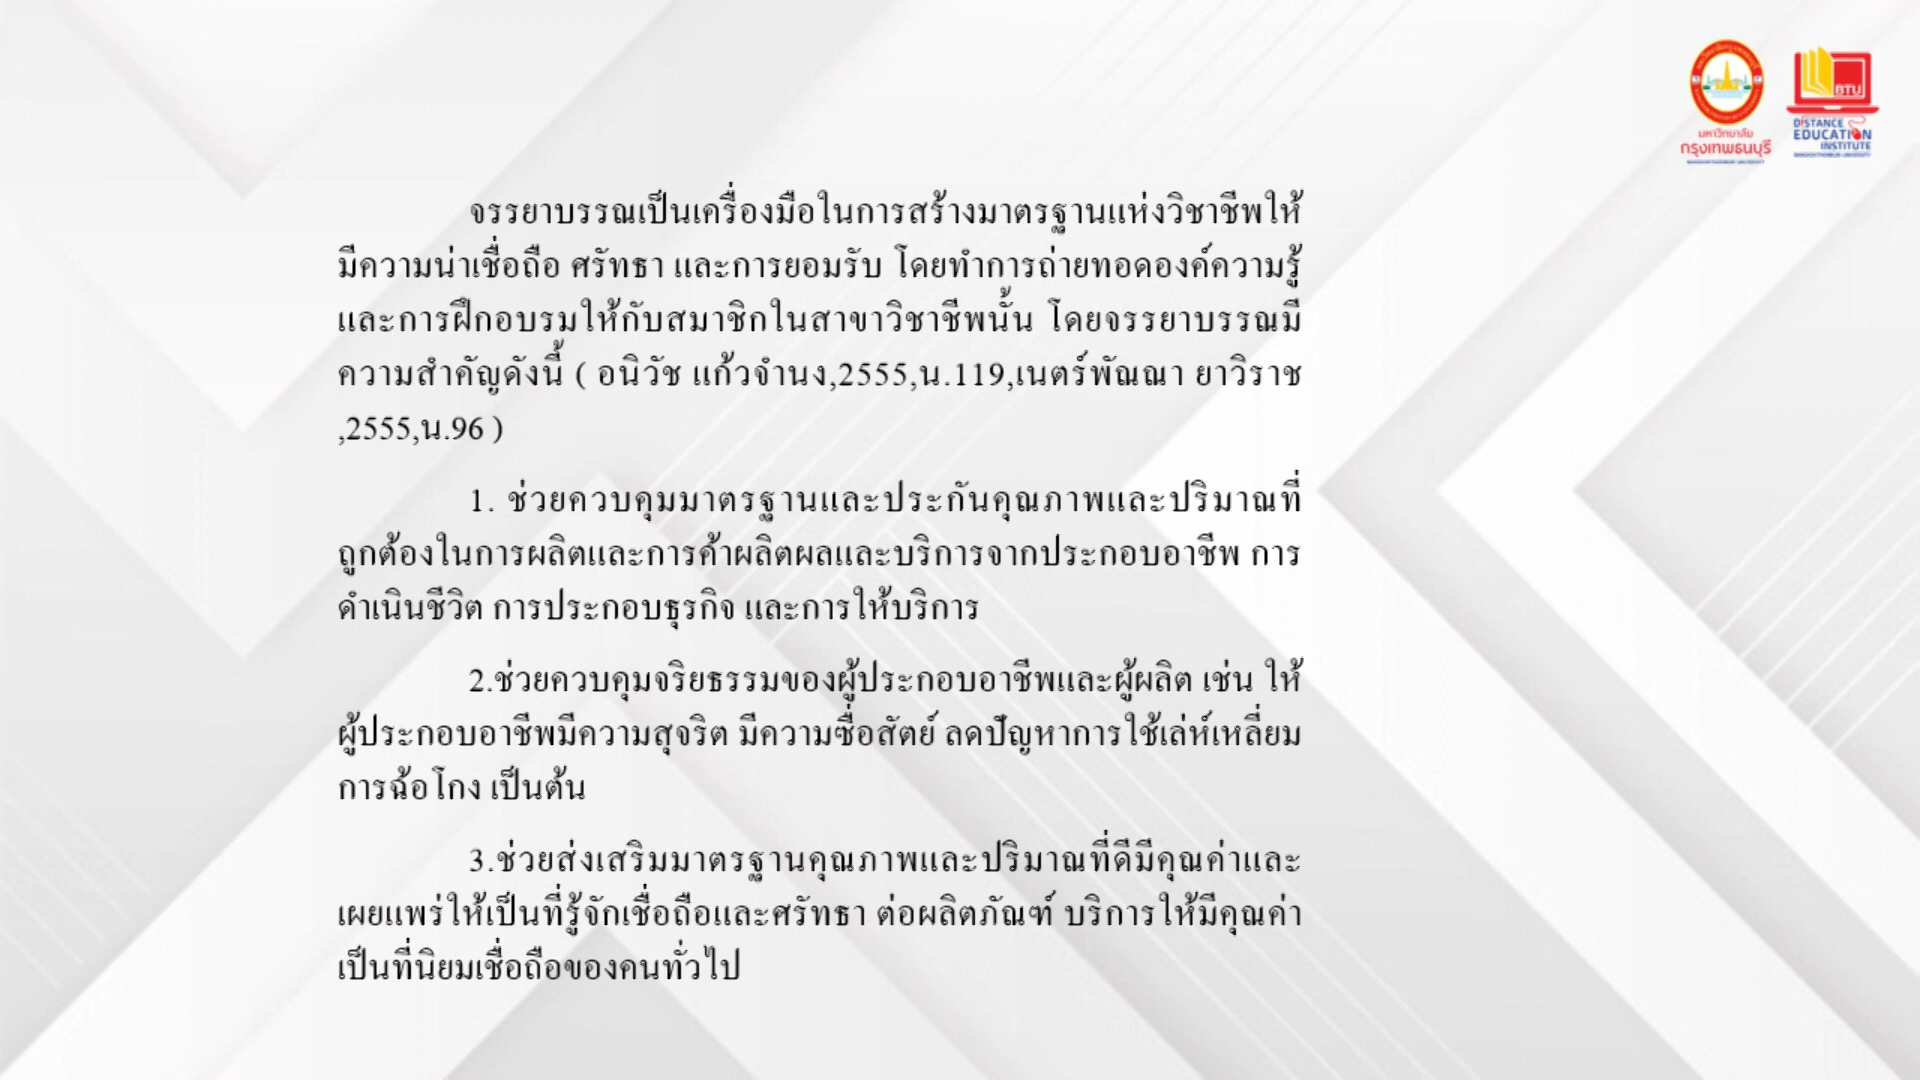 มหาวิทยาลัย
กรุงเทพธนบุรี
BTU
DISTANCE
EDUCATION
INSTITUTE
จรรยาบรรณเป็นเครื่องมือในการสร้างมาตรฐานแห่งวิชาชีพให้
มีความน่าเชื่อถือ ศรัทธา และการยอมรับ โดยทำการถ่ายทอดองค์ความรู้
และการฝึกอบรมให้กับสมาชิกในสาขาวิชาชีพนั้น โดยจรรยาบรรณมี
ความสำคัญดังนี้ ( อนิวัช แก้วจำนง,2555,น.119,เนตร์พัณณา ยาวิราช
,2555,น.96 )
1. ช่วยควบคุมมาตรฐานและประกันคุณภาพและปริมาณที่
ถูกต้องในการผลิตและการค้าผลิตผลและบริการจากประกอบอาชีพ การ
ดำเนินชีวิต การประกอบธุรกิจ และการให้บริการ
2.ช่วยควบคุมจริยธรรมของผู้ประกอบอาชีพและผู้ผลิต เช่น ให้
ผู้ประกอบอาชีพมีความสุจริต มีความซื่อสัตย์ ลดปัญหาการใช้เล่ห์เหลี่ยม
การฉ้อโกง เป็นต้น
3.ช่วยส่งเสริมมาตรฐานคุณภาพและปริมาณที่ดีมีคุณค่าและ
เผยแพร่ให้เป็นที่รู้จักเชื่อถือและศรัทธา ต่อผลิตภัณฑ์ บริการให้มีคุณค่า
เป็นที่นิยมเชื่อถือของคนทั่วไป